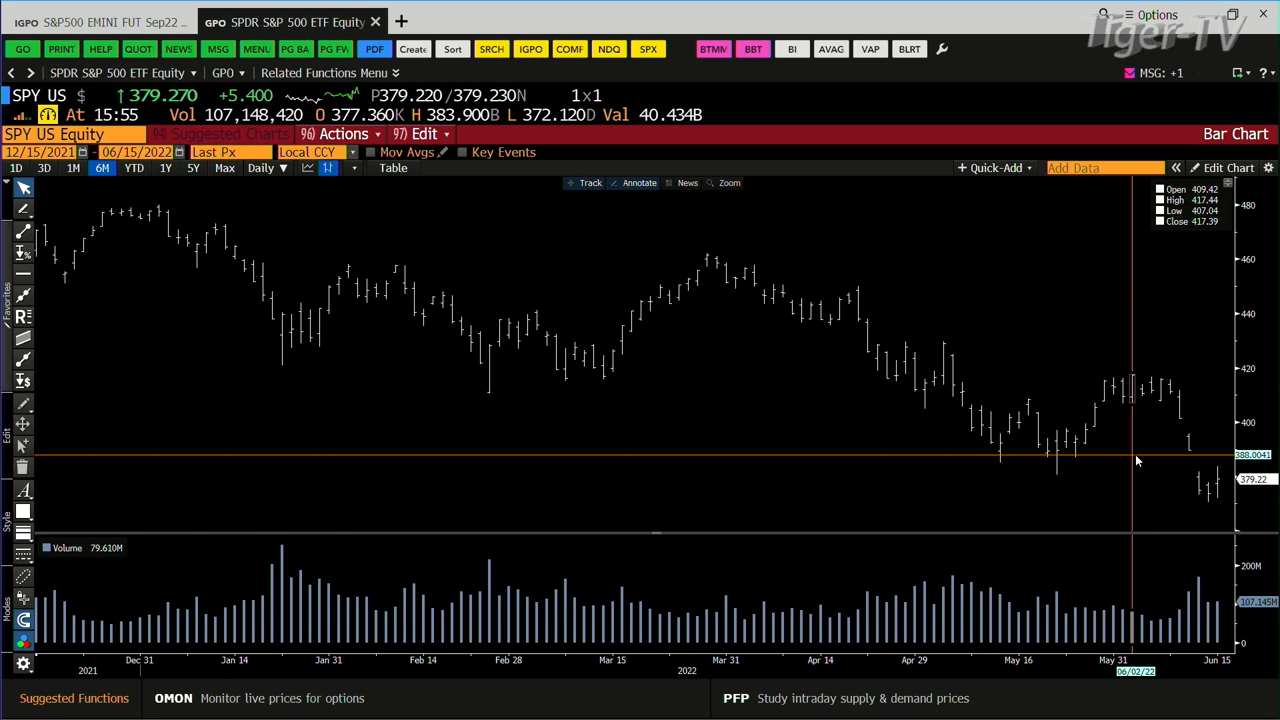 IGPO S&P500 EMINI FUT Sep22 ...
GPO SPDR S&P 500 ETF Equity × +
Options
Tiger-TV
GO PRINT HELP QUOT NEWS MSG MENU PG BA PG FW PDF Create Sort SRCH IGPO COMF NDQ SPX BTMM BBT BI AVAG VAP BLRT
SPDR S&P 500 ETF Equity GPO Related Functions Menu MSG: +1 ?
SPY US $ ↑379.270 +5.400 P379.220/379.230N 1x1
At 15:55 Vol 107,148,420 O 377.360K H 383.900B L 372.120D Val 40.434B
SPY US Equity 94) Suggested Charts 96) Actions 97) Edit Bar Chart
12/15/2021 - 06/15/2022 Last Px Local CCY Mov Avgs Key Events
1D 3D 1M 6M YTD 1Y 5Y Max Daily ▼ Table + Quick-Add Add Data Edit Chart
Track Annotate News Zoom
Open 409.42
High 417.44
Low 407.04
Close 417.39
480
460
440
420
400
388.0041
379.22
Favorites
Edit
Style
Modes
Volume 79.610M
200M
107.145M
0
Dec 31 Jan 14 Jan 31 Feb 14 Feb 28 Mar 15 Mar 31 Apr 14 Apr 29 May 16 May 31 Jun 15
2021 2022 06/02/22
Suggested Functions OMON Monitor live prices for options PFP Study intraday supply & demand prices